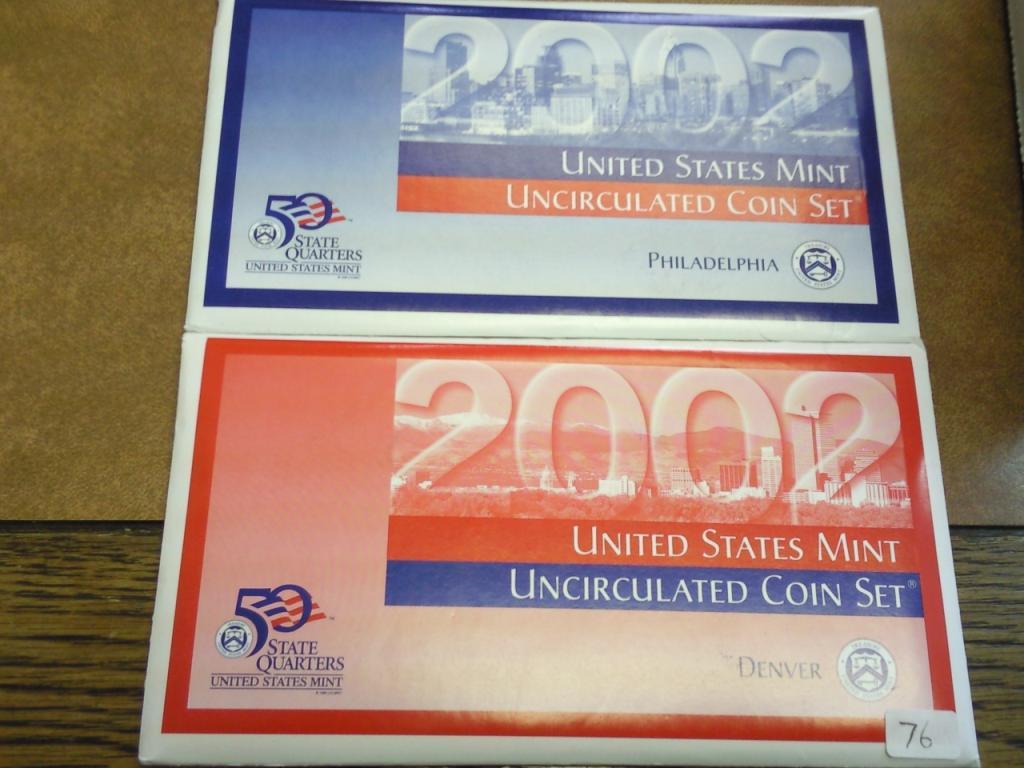 2002
UNITED STATES MINT
UNCIRCULATED COIN SET®
50
STATE
QUARTERS
UNITED STATES MINT
PHILADELPHIA
2002
UNITED STATES MINT
UNCIRCULATED COIN SET®
50™
STATE
QUARTERS
UNITED STATES MINT
DENVER
76